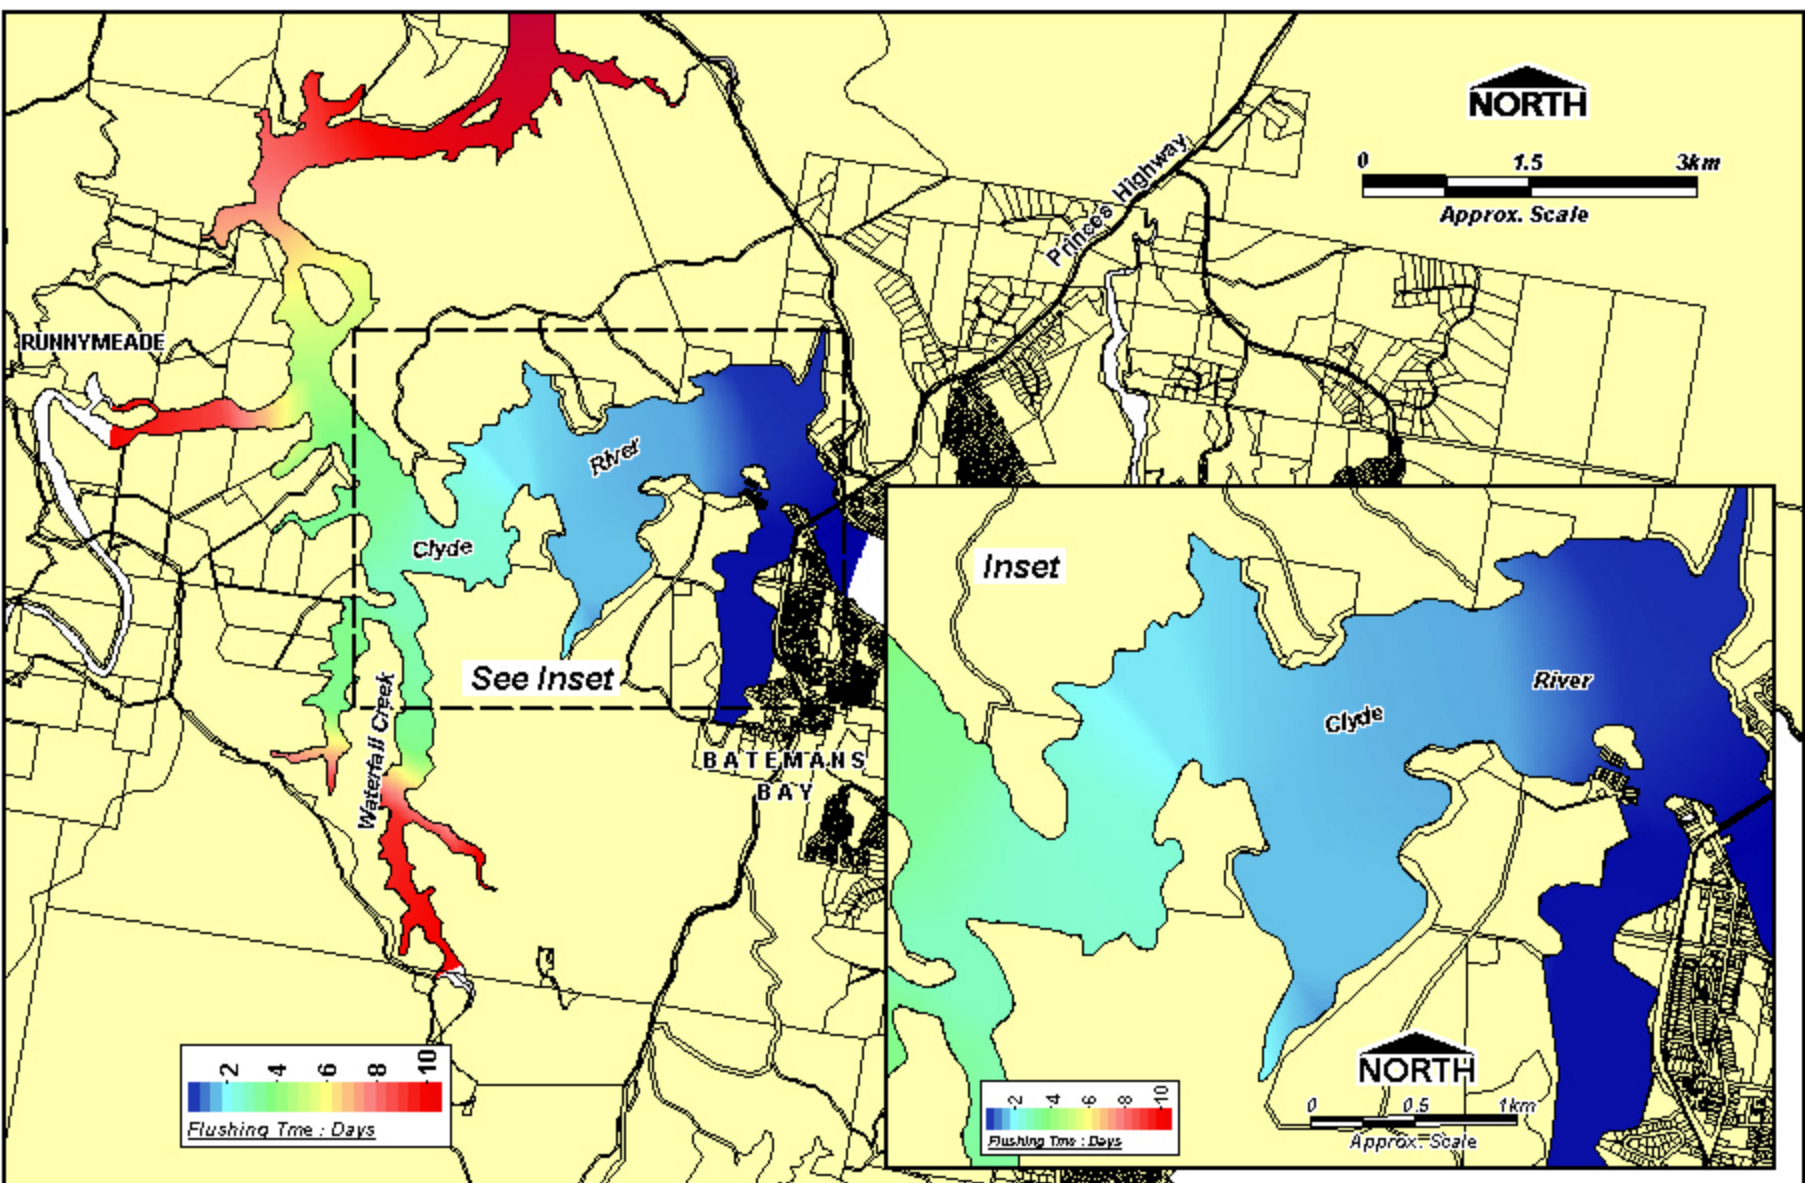 NORTH
0 1.5 3km
Approx. Scale
Princes Highway
RUNNYMEADE
River
Clyde
See Inset
Waterfall Creek
BATEMANS
BAY
2 4 6 8 10
Flushing Tme : Days
Inset
River
Clyde
NORTH
0 0.5 1km
Approx. Scale
2 4 6 8 10
Flushing Tme : Days